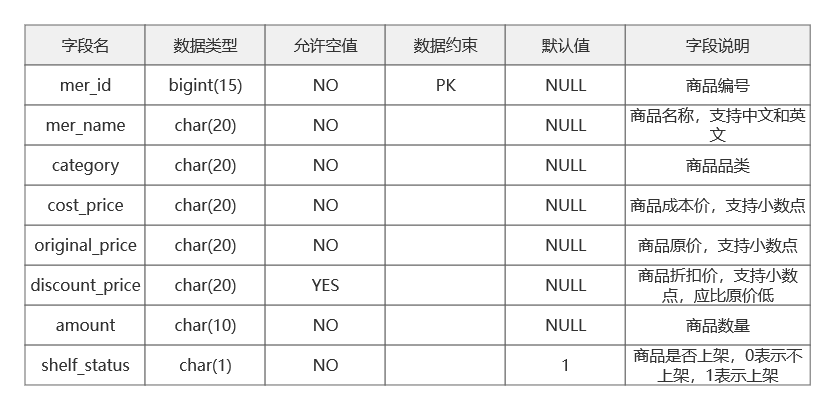 字段名 数据类型 允许空值 数据约束 默认值 字段说明
mer_id bigint(15) NO PK NULL 商品编号
mer_name char(20) NO NULL 商品名称，支持中文和英
文
category char(20) NO NULL 商品品类
cost_price char(20) NO NULL 商品成本价，支持小数点
original_price char(20) NO NULL 商品原价，支持小数点
discount_price char(20) YES NULL 商品折扣价，支持小数
点，应比原价低
amount char(10) NO NULL 商品数量
shelf_status char(1) NO 1 商品是否上架，0表示不
上架，1表示上架